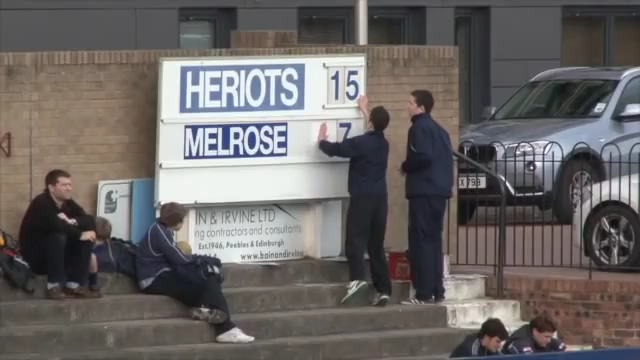 HERIOTS 15
MELROSE 7
IN & IRVINE LTD
ng contractors and consultants
Est.1946, Peebles & Edinburgh
www.bainandirvine.com